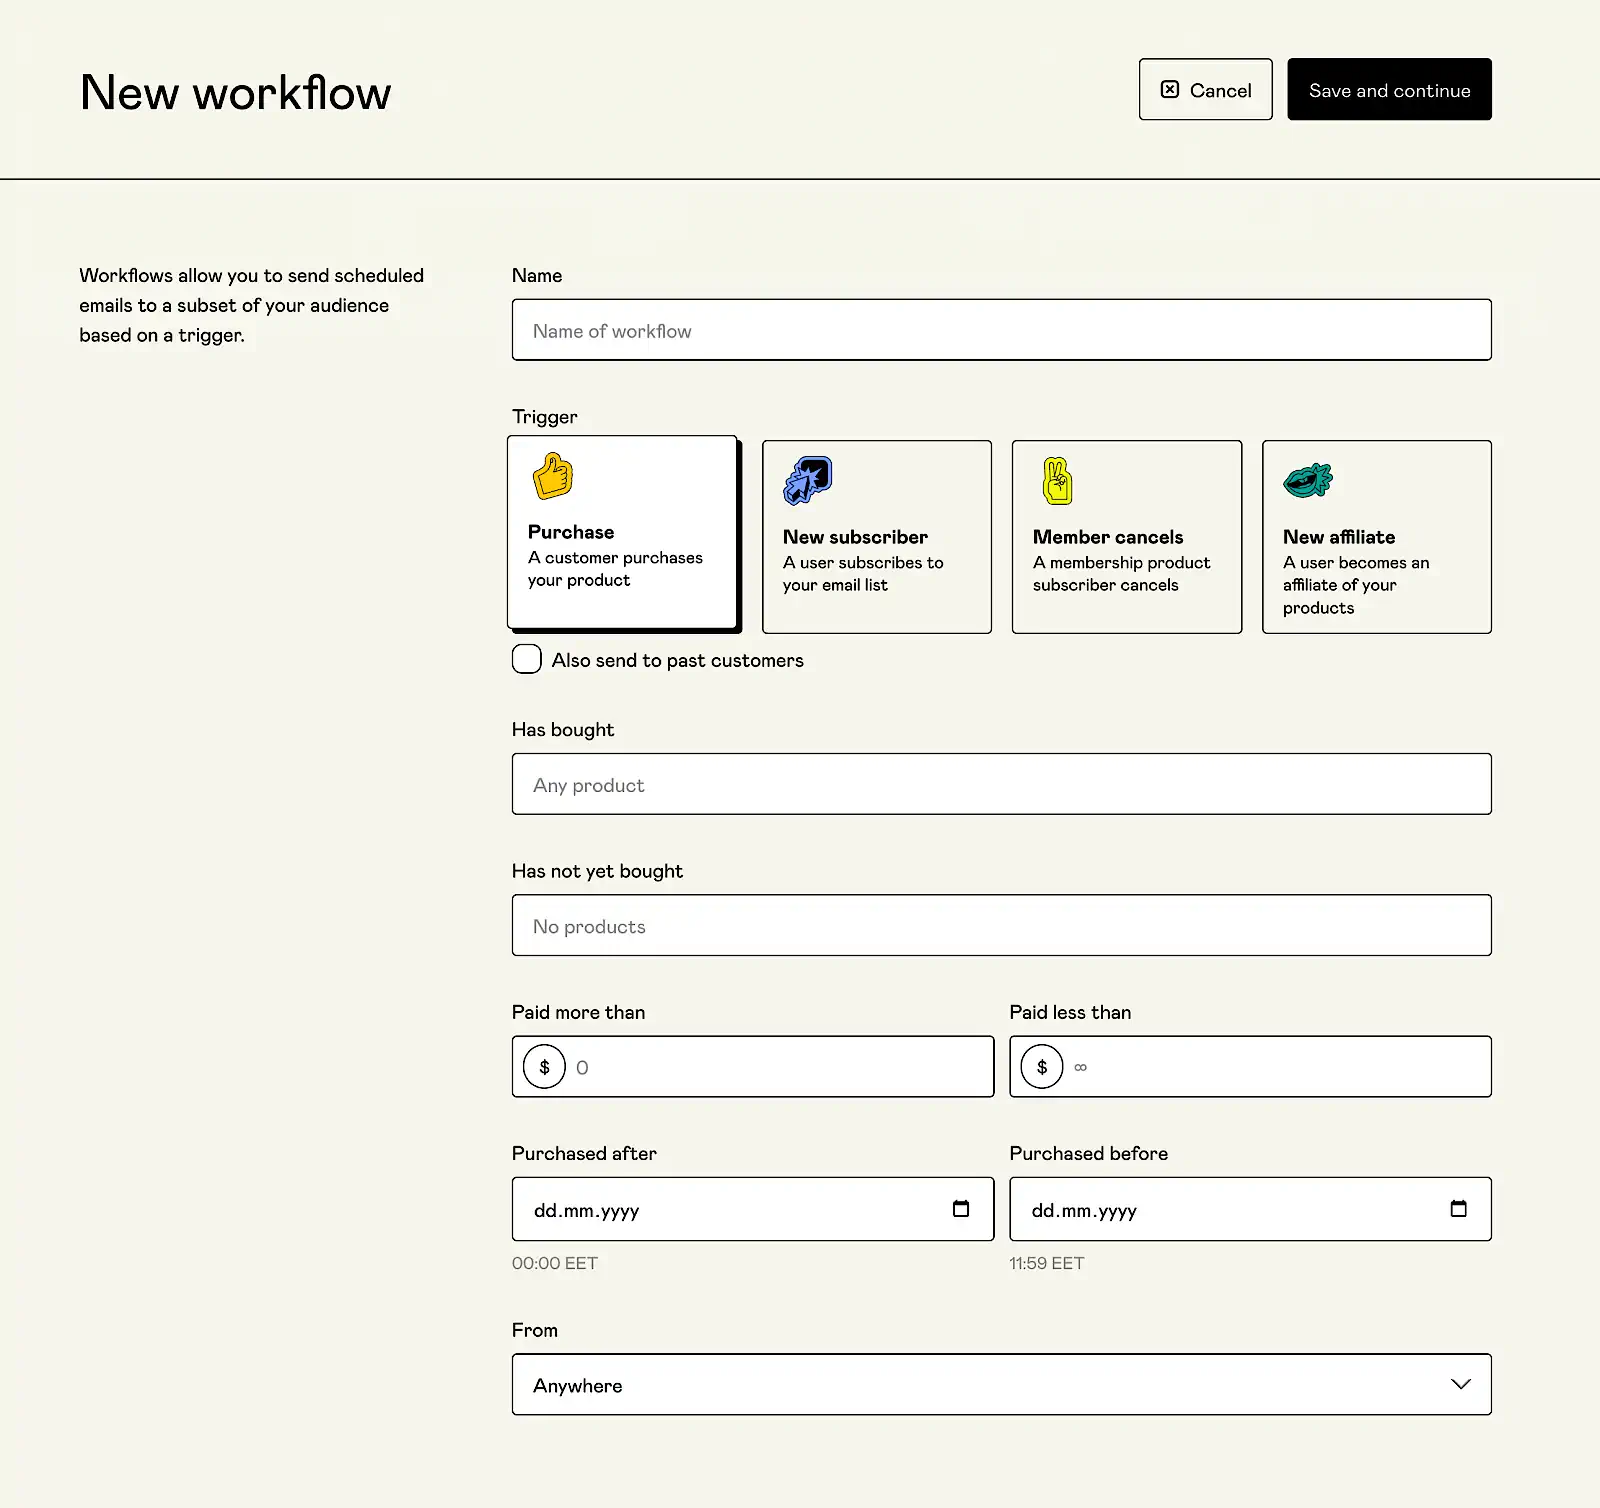 New workflow
Cancel
Save and continue
Workflows allow you to send scheduled
emails to a subset of your audience
based on a trigger.
Name
Name of workflow
Trigger
Purchase
A customer purchases
your product
New subscriber
A user subscribes to
your email list
Member cancels
A membership product
subscriber cancels
New affiliate
A user becomes an
affiliate of your
products
Also send to past customers
Has bought
Any product
Has not yet bought
No products
Paid more than
$ 0
Paid less than
$ ∞
Purchased after
dd.mm.yyyy
00:00 EET
Purchased before
dd.mm.yyyy
11:59 EET
From
Anywhere